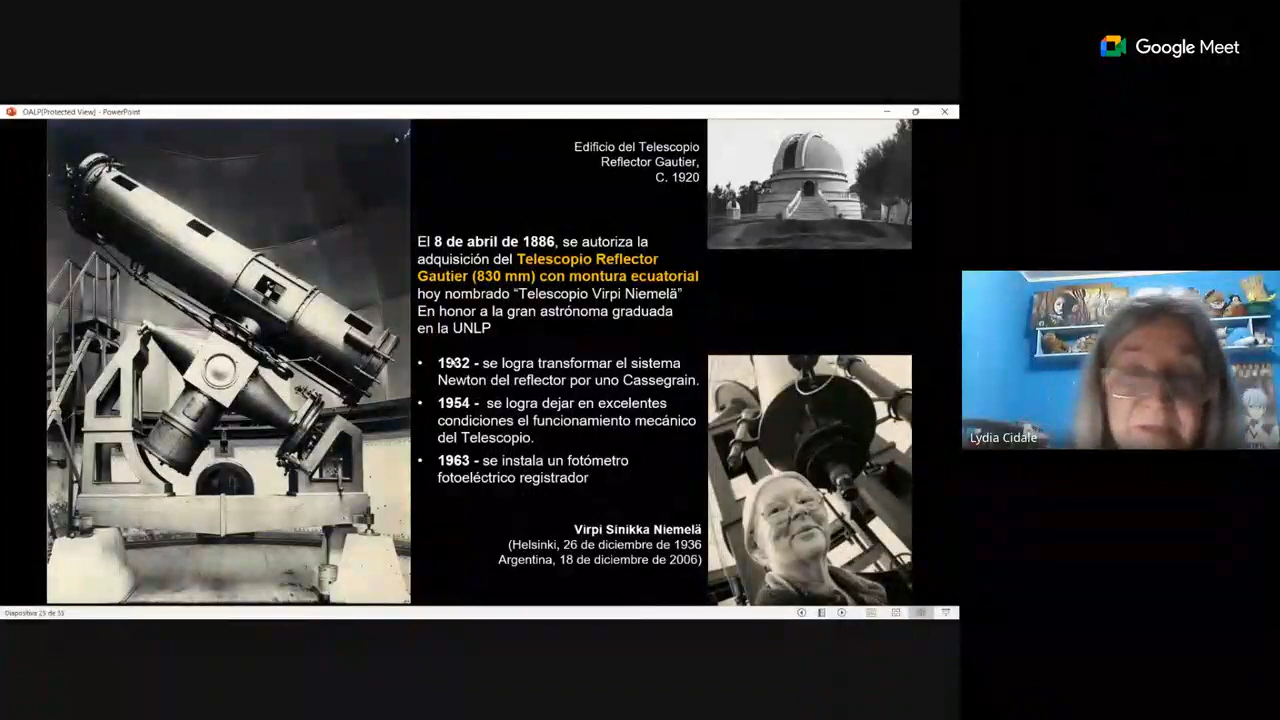 Google Meet
OALP[Protected View] - PowerPoint
Edificio del Telescopio
Reflector Gautier,
C. 1920
El 8 de abril de 1886, se autoriza la
adquisición del Telescopio Reflector
Gautier (830 mm) con montura ecuatorial
hoy nombrado “Telescopio Virpi Niemelä”
En honor a la gran astrónoma graduada
en la UNLP
• 1932 - se logra transformar el sistema
Newton del reflector por uno Cassegrain.
• 1954 - se logra dejar en excelentes
condiciones el funcionamiento mecánico
del Telescopio.
• 1963 - se instala un fotómetro
fotoeléctrico registrador
Virpi Sinikka Niemelä
(Helsinki, 26 de diciembre de 1936
Argentina, 18 de diciembre de 2006)
Lydia Cidale